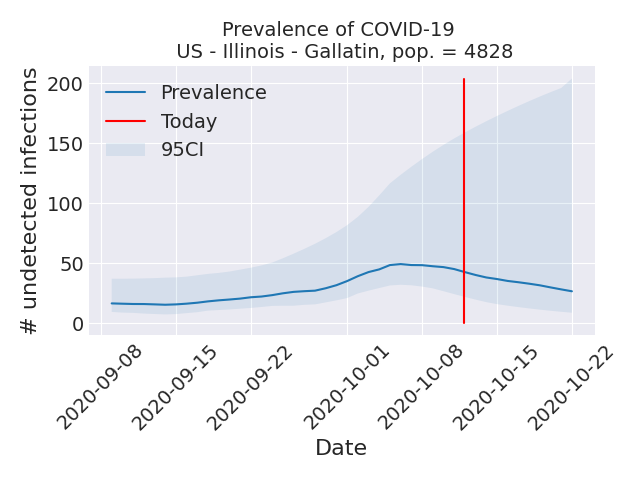 Prevalence of COVID-19
US - Illinois - Gallatin, pop. = 4828
# undetected infections
200
150
100
50
0
Prevalence
Today
95CI
2020-09-08
2020-09-15
2020-09-22
2020-10-01
2020-10-08
2020-10-15
2020-10-22
Date